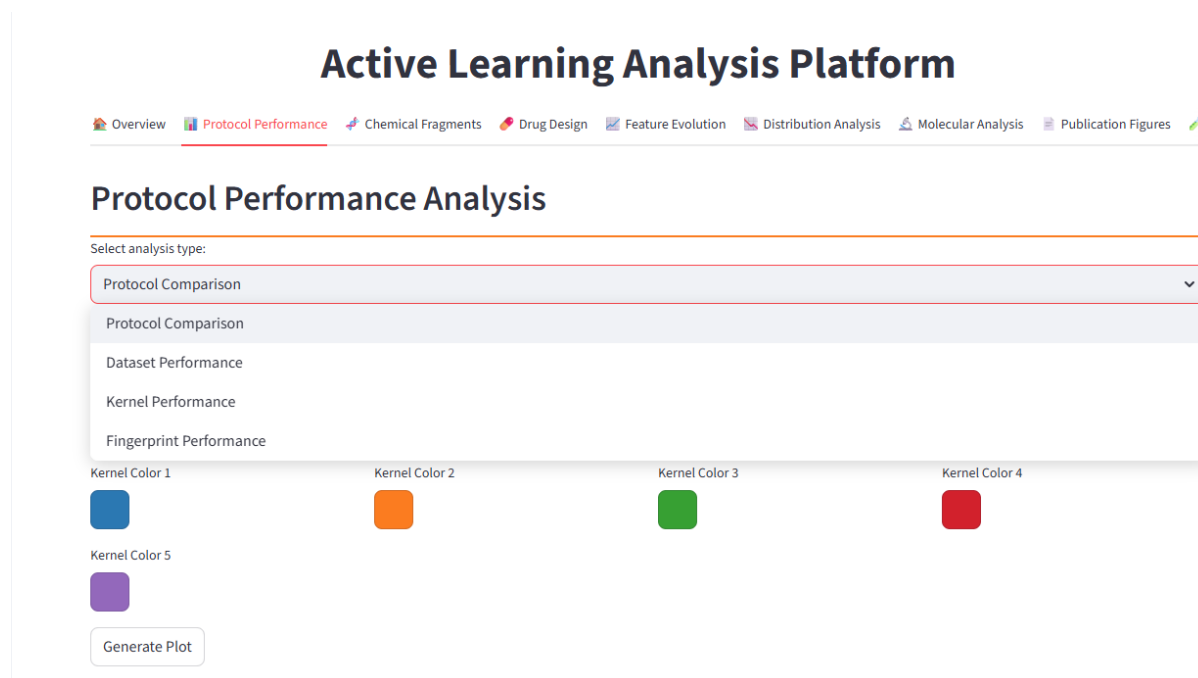 Active Learning Analysis Platform
Overview Protocol Performance Chemical Fragments Drug Design Feature Evolution Distribution Analysis Molecular Analysis Publication Figures
Protocol Performance Analysis
Select analysis type:
Protocol Comparison
Protocol Comparison
Dataset Performance
Kernel Performance
Fingerprint Performance
Kernel Color 1 Kernel Color 2 Kernel Color 3 Kernel Color 4
Kernel Color 5
Generate Plot